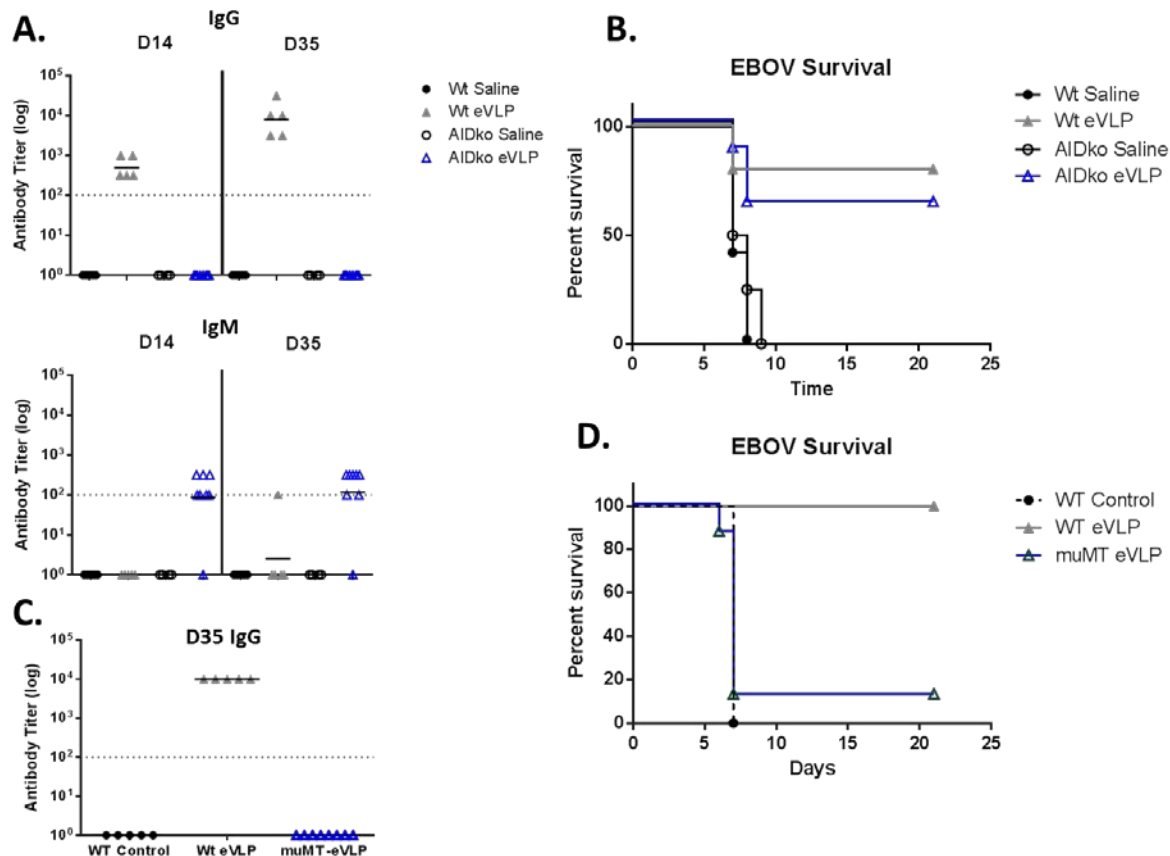 A.
IgG
D14 D35
Antibody Titer (log)
10⁵
10⁴
10³
10²
10¹
10⁰
Wt Saline
Wt eVLP
AIDko Saline
AIDko eVLP
IgM
D14 D35
Antibody Titer (log)
10⁵
10⁴
10³
10²
10¹
10⁰
B.
EBOV Survival
Percent survival
100
50
0
0 5 10 15 20 25
Time
Wt Saline
Wt eVLP
AIDko Saline
AIDko eVLP
C.
D35 IgG
Antibody Titer (log)
10⁵
10⁴
10³
10²
10¹
10⁰
WT Control Wt eVLP muMT-eVLP
D.
EBOV Survival
Percent survival
100
80
60
40
20
0
0 5 10 15 20 25
Days
WT Control
WT eVLP
muMT eVLP